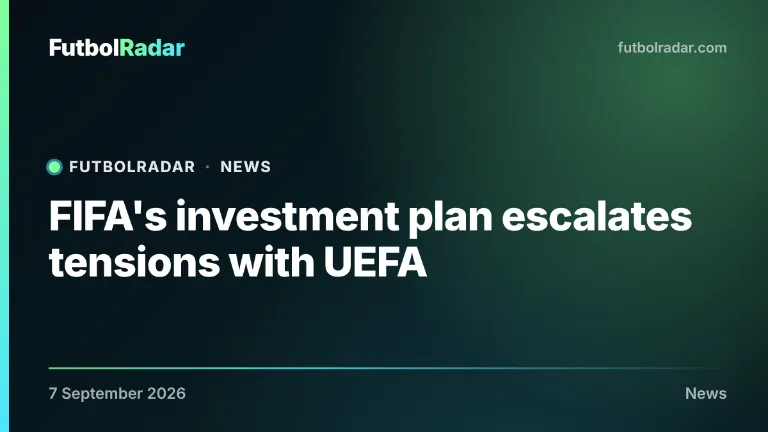 FutbolRadar
futbolradar.com
FUTBOLRADAR · NEWS
FIFA's investment plan escalates
tensions with UEFA
7 September 2026
News